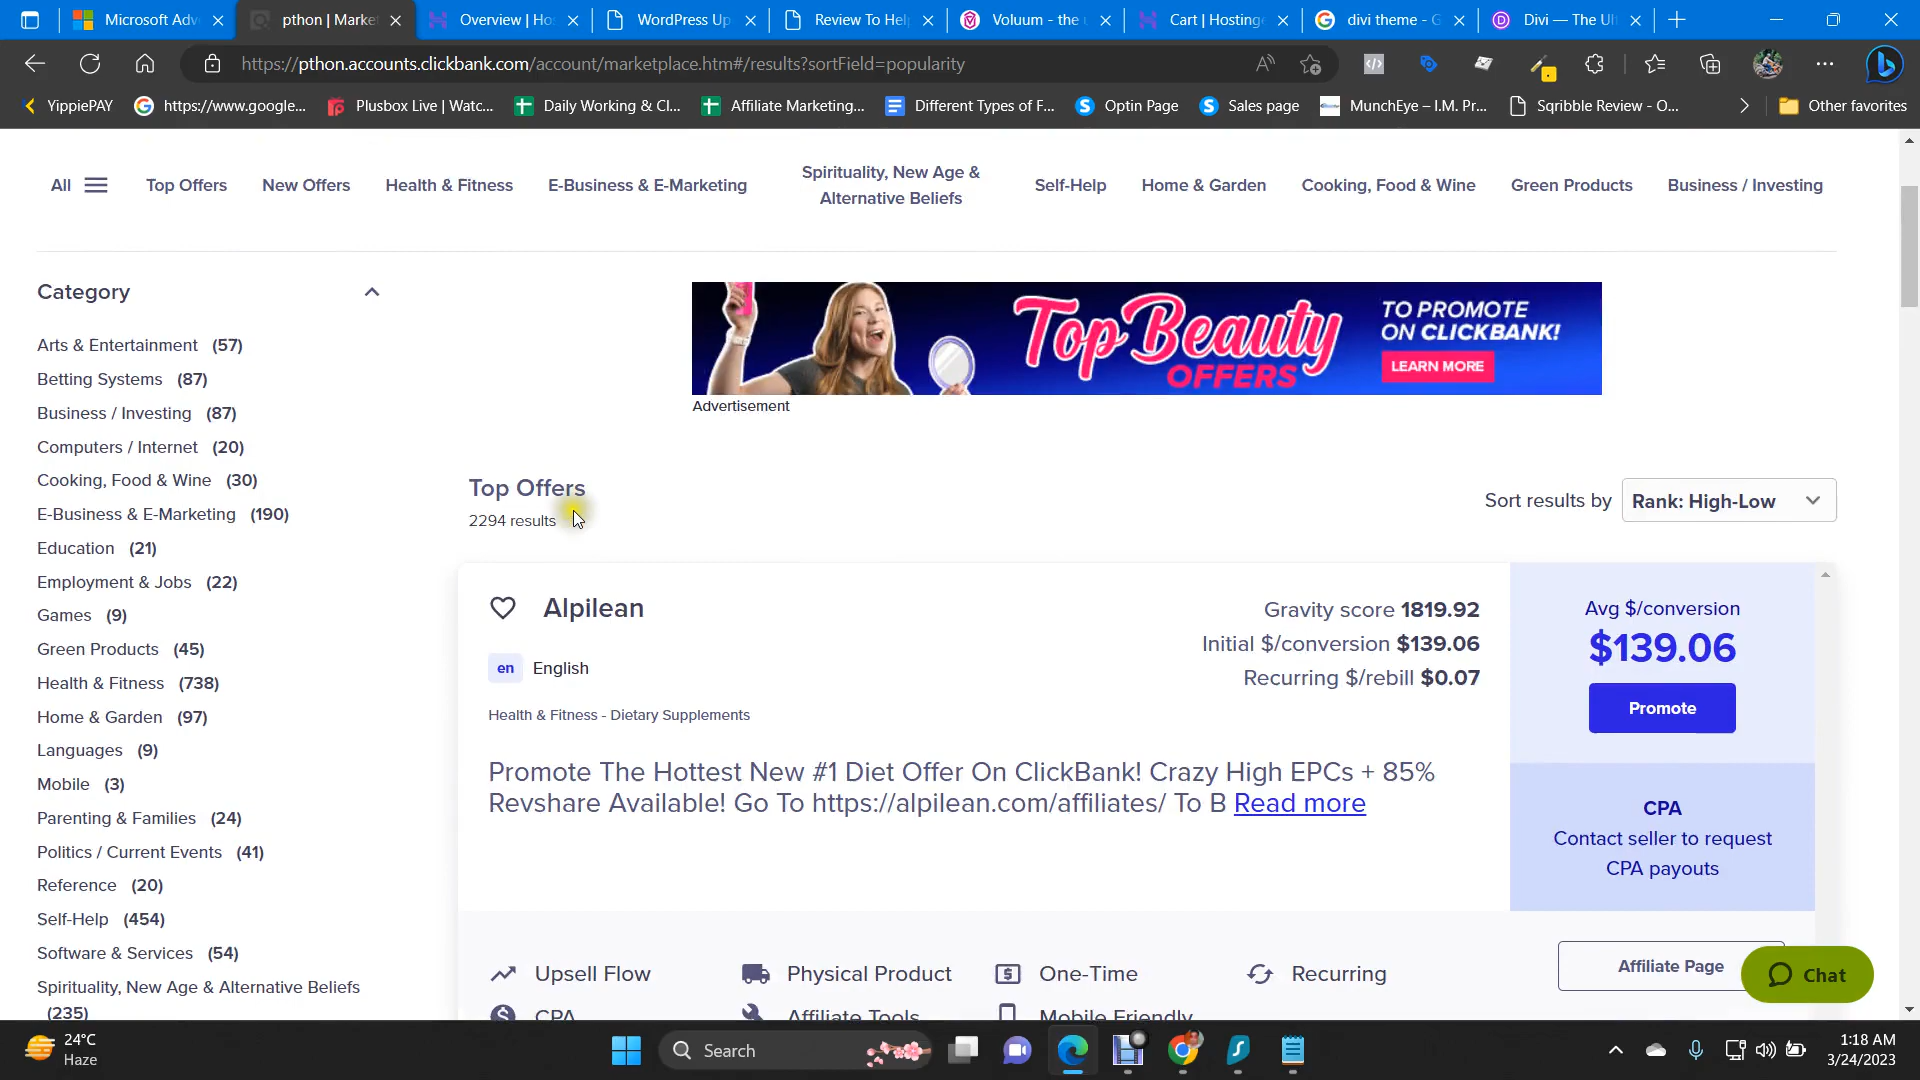 Microsoft Adv
pthon | Market
Overview | Ho
WordPress Up
Review To Hel
Voluum - the u
Cart | Hostinge
divi theme - G
Divi — The Ult
https://pthon.accounts.clickbank.com/account/marketplace.htm#/results?sortField=popularity
YippiePAY
https://www.google...
Plusbox Live | Watc...
Daily Working & Cl...
Affiliate Marketing...
Different Types of F...
Optin Page
Sales page
MunchEye – I.M. Pr...
Sqribble Review - O...
Other favorites
All
Top Offers
New Offers
Health & Fitness
E-Business & E-Marketing
Spirituality, New Age &
Alternative Beliefs
Self-Help
Home & Garden
Cooking, Food & Wine
Green Products
Business / Investing
Category
Arts & Entertainment (57)
Betting Systems (87)
Business / Investing (87)
Computers / Internet (20)
Cooking, Food & Wine (30)
E-Business & E-Marketing (190)
Education (21)
Employment & Jobs (22)
Games (9)
Green Products (45)
Health & Fitness (738)
Home & Garden (97)
Languages (9)
Mobile (3)
Parenting & Families (24)
Politics / Current Events (41)
Reference (20)
Self-Help (454)
Software & Services (54)
Spirituality, New Age & Alternative Beliefs
(235)
Top Beauty
OFFERS
TO PROMOTE
ON CLICKBANK!
LEARN MORE
Advertisement
Top Offers
2294 results
Sort results by
Rank: High-Low
Alpilean
en English
Health & Fitness - Dietary Supplements
Gravity score 1819.92
Initial $/conversion $139.06
Recurring $/rebill $0.07
Promote The Hottest New #1 Diet Offer On ClickBank! Crazy High EPCs + 85%
Revshare Available! Go To https://alpilean.com/affiliates/ To B Read more
Avg $/conversion
$139.06
Promote
CPA
Contact seller to request
CPA payouts
Upsell Flow
Physical Product
One-Time
Recurring
CPA
Affiliate Tools
Mobile Friendly
Affiliate Page
Chat
24°C
Haze
Search
1:18 AM
3/24/2023